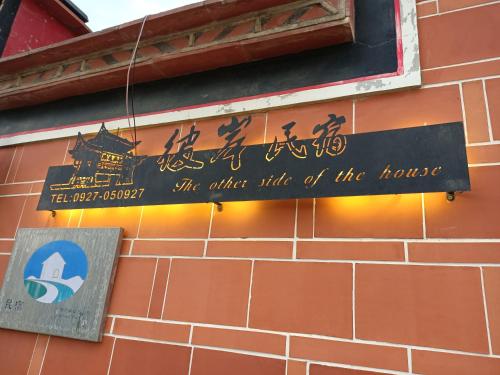 彼岸民宿
The other side of the house
TEL:0927-050927
民宿